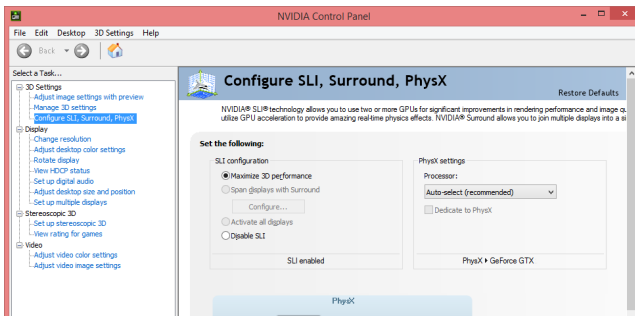 NVIDIA Control Panel
File Edit Desktop 3D Settings Help
Back
Select a Task...
3D Settings
Adjust image settings with preview
Manage 3D settings
Configure SLI, Surround, PhysX
Display
Change resolution
Adjust desktop color settings
Rotate display
View HDCP status
Set up digital audio
Adjust desktop size and position
Set up multiple displays
Stereoscopic 3D
Set up stereoscopic 3D
View rating for games
Video
Adjust video color settings
Adjust video image settings
Configure SLI, Surround, PhysX
Restore Defaults
NVIDIA® SLI® technology allows you to use two or more GPUs for significant improvements in rendering performance and image qu
utilize GPU acceleration to provide amazing real-time physics effects. NVIDIA® Surround allows you to join multiple displays into a si
Set the following:
SLI configuration
Maximize 3D performance
Span displays with Surround
Configure...
Activate all displays
Disable SLI
SLI enabled
PhysX settings
Processor:
Auto-select (recommended)
Dedicate to PhysX
PhysX GeForce GTX
PhysX